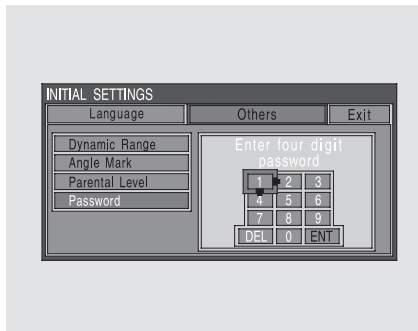 INITIAL SETTINGS
Language Others Exit
Dynamic Range
Angle Mark
Parental Level
Password
Enter four digit
password
1 2 3
4 5 6
7 8 9
DEL 0 ENT